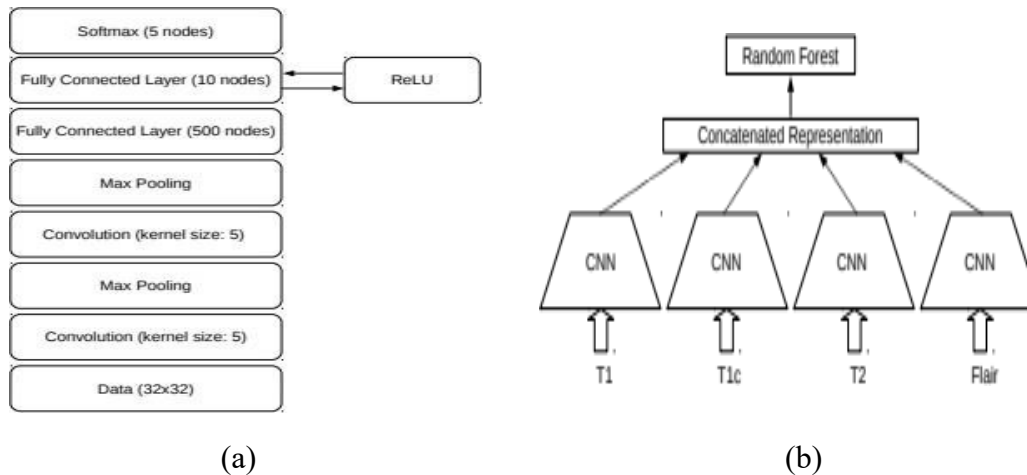 Softmax (5 nodes)
Fully Connected Layer (10 nodes)
ReLU
Fully Connected Layer (500 nodes)
Max Pooling
Convolution (kernel size: 5)
Max Pooling
Convolution (kernel size: 5)
Data (32x32)
(a)
Random Forest
Concatenated Representation
CNN
CNN
CNN
CNN
T1
T1c
T2
Flair
(b)